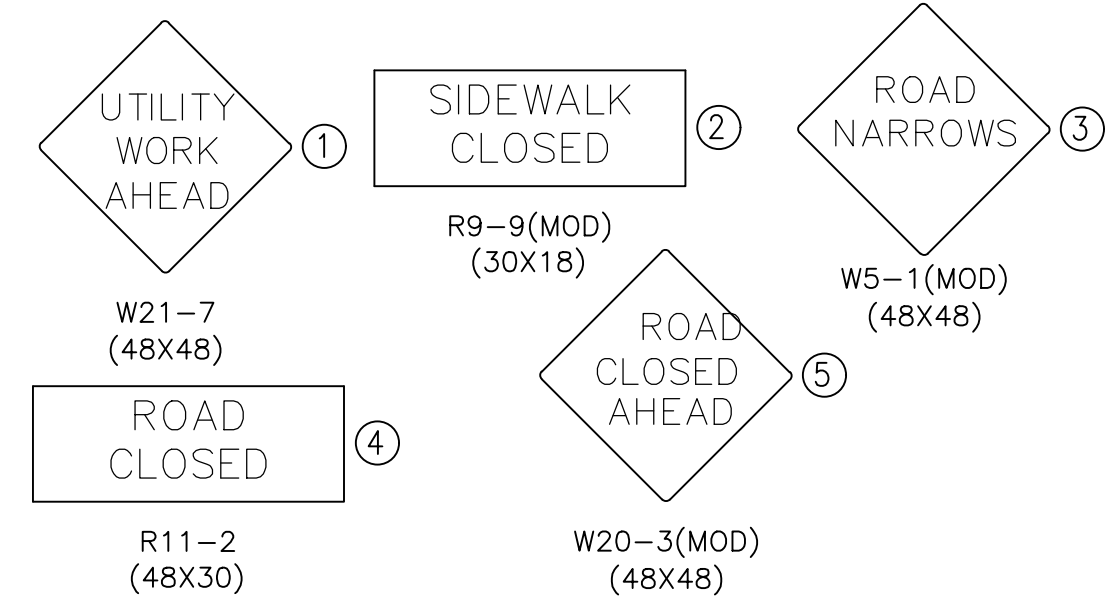 UTILITY
WORK
AHEAD
1
W21-7
(48X48)
SIDEWALK
CLOSED
2
R9-9(MOD)
(30X18)
ROAD
NARROWS
3
W5-1(MOD)
(48X48)
ROAD
CLOSED
4
R11-2
(48X30)
ROAD
CLOSED
AHEAD
5
W20-3(MOD)
(48X48)